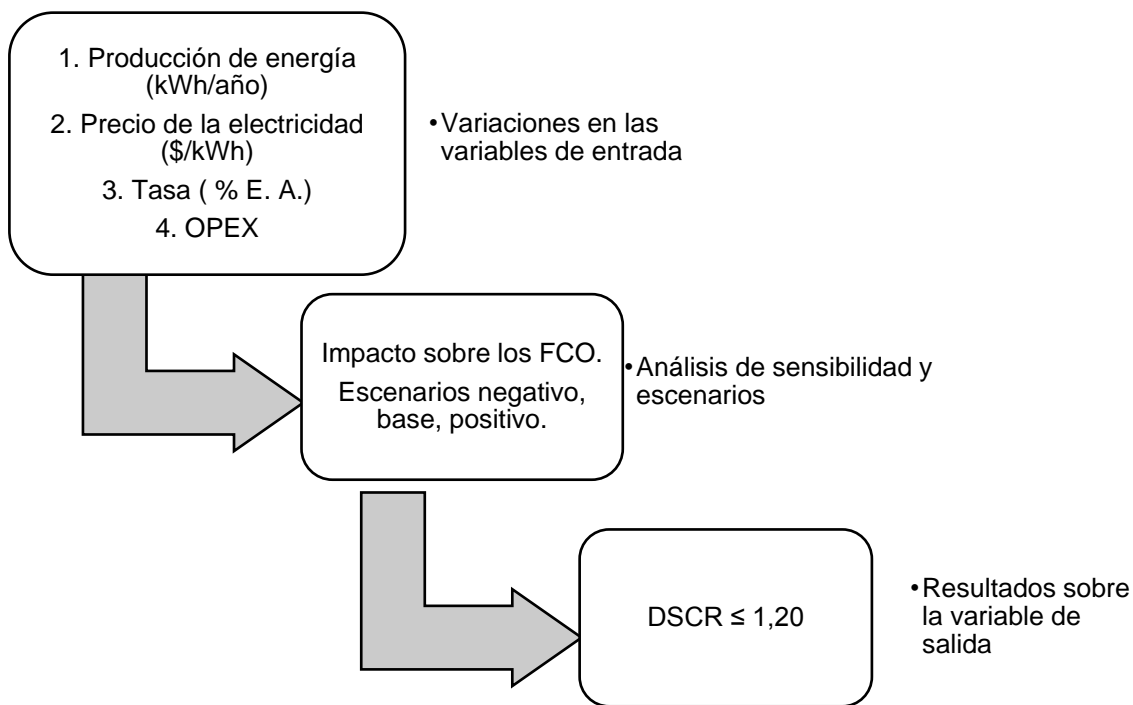 1. Producción de energía
(kWh/año)
2. Precio de la electricidad
($/kWh)
3. Tasa ( % E. A.)
4. OPEX
•Variaciones en las
variables de entrada
Impacto sobre los FCO.
Escenarios negativo,
base, positivo.
•Análisis de sensibilidad y
escenarios
DSCR ≤ 1,20
•Resultados sobre
la variable de
salida